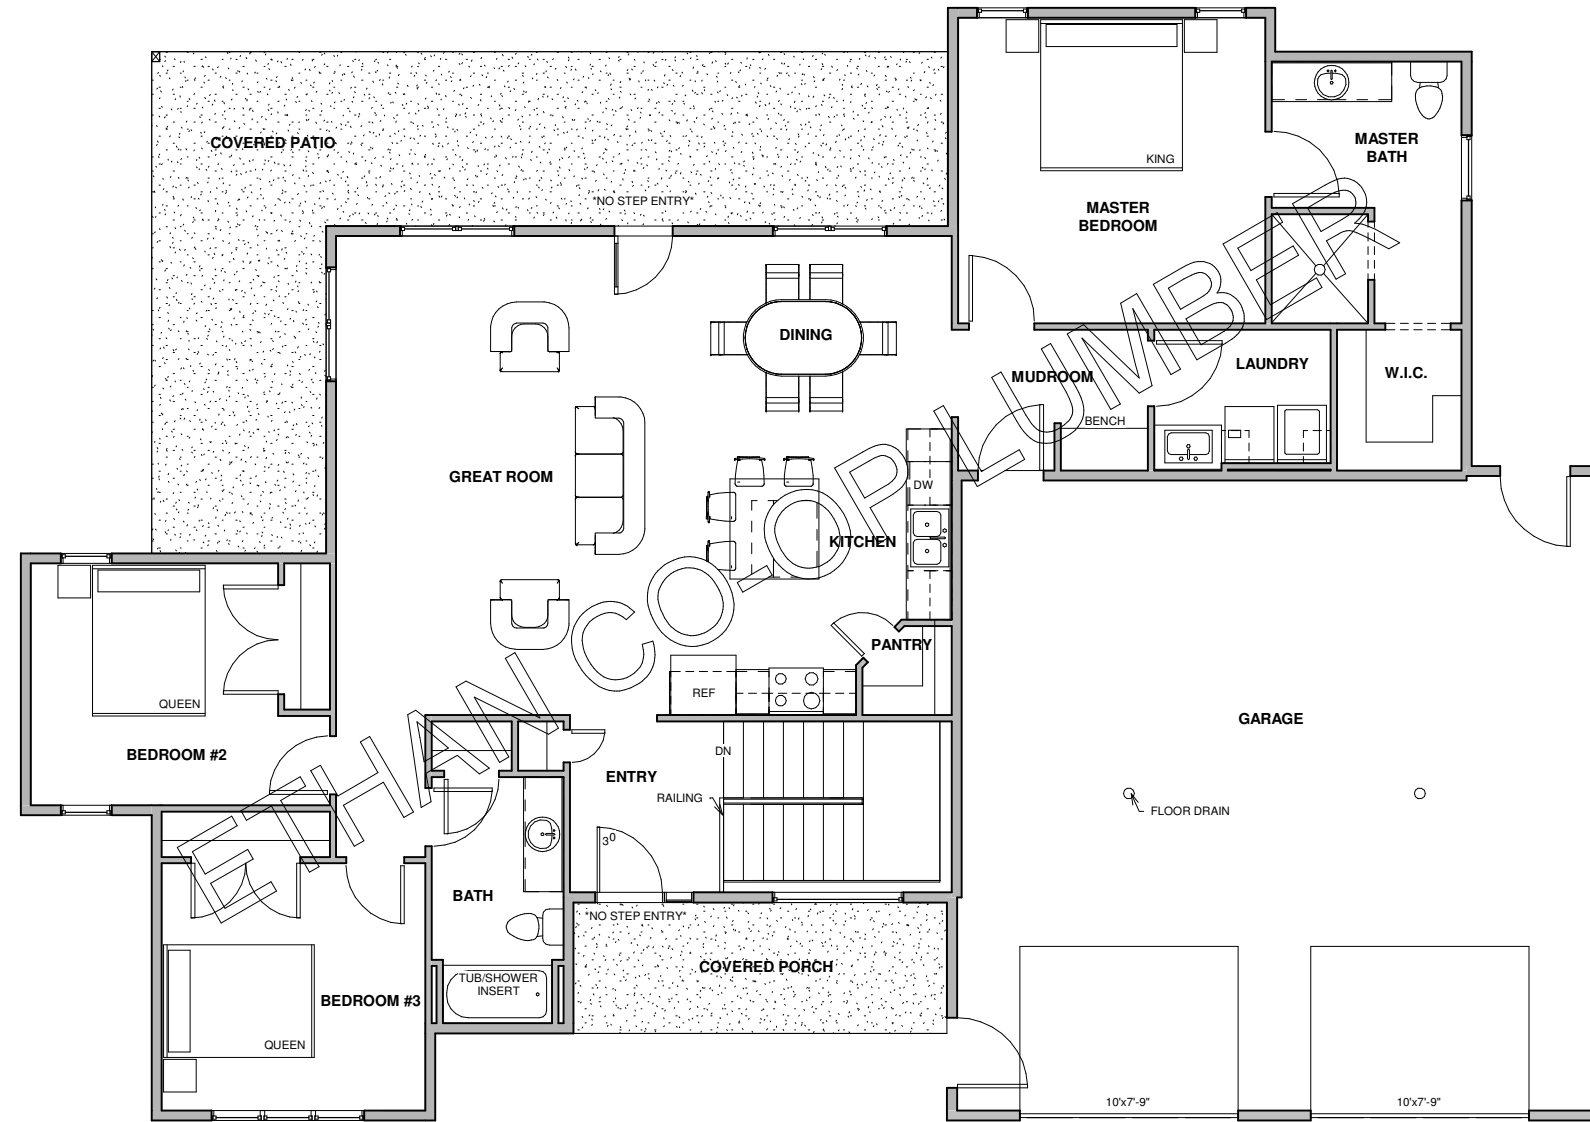 KING
MASTER
BATH
COVERED PATIO
*NO STEP ENTRY*
MASTER
BEDROOM
DINING
LAUNDRY
MUDROOM
W.I.C.
BENCH
GREAT ROOM
DW
KITCHEN
PANTRY
REF
QUEEN
GARAGE
BEDROOM #2
DN
ENTRY
RAILING
FLOOR DRAIN
30
BATH
*NO STEP ENTRY*
COVERED PORCH
TUB/SHOWER
INSERT
BEDROOM #3
QUEEN
10'x7'-9"
10'x7'-9"
ETHAN CO-OP LUMBER